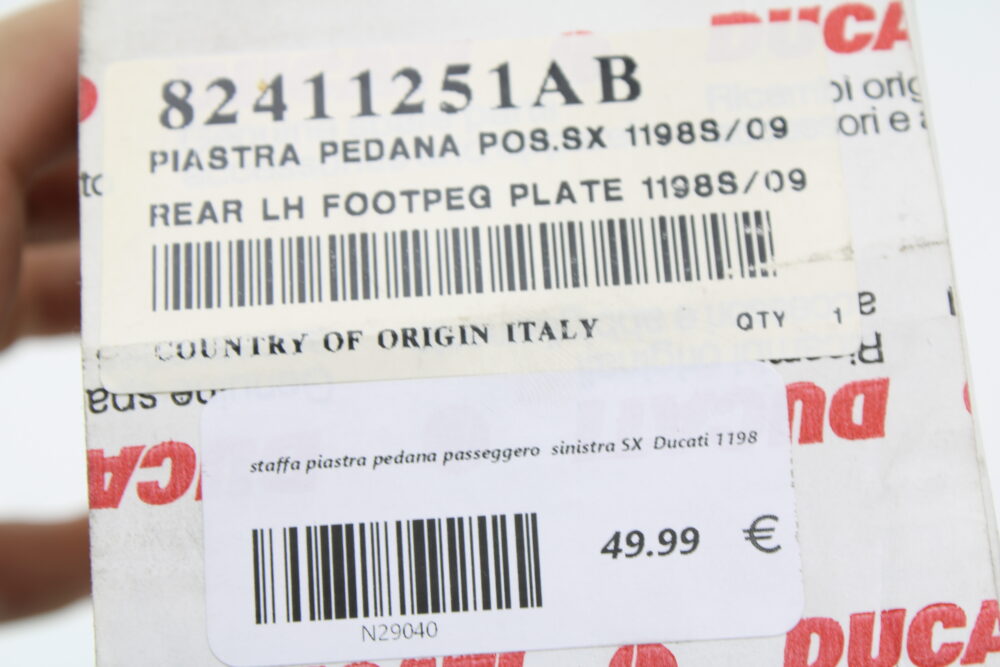 DUCA
82411251AB
PIASTRA PEDANA POS.SX 1198S/09
REAR LH FOOTPEG PLATE 1198S/09
COUNTRY OF ORIGIN ITALY QTY 1
staffa piastra pedana passeggero sinistra SX Ducati 1198
49.99 €
N29040
DUCA